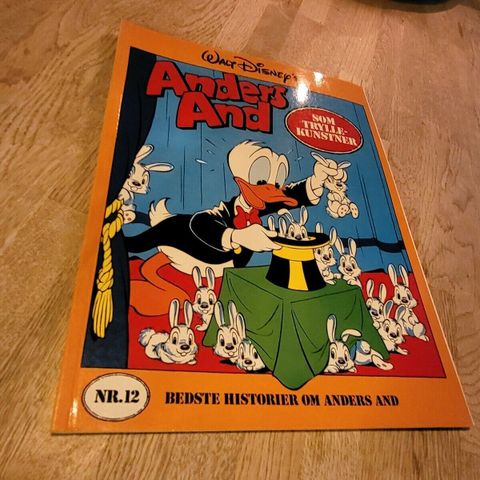 WALT DISNEY'S
Anders
And
SOM
TRYLLE-
KUNSTNER
NR.12
BEDSTE HISTORIER OM ANDERS AND